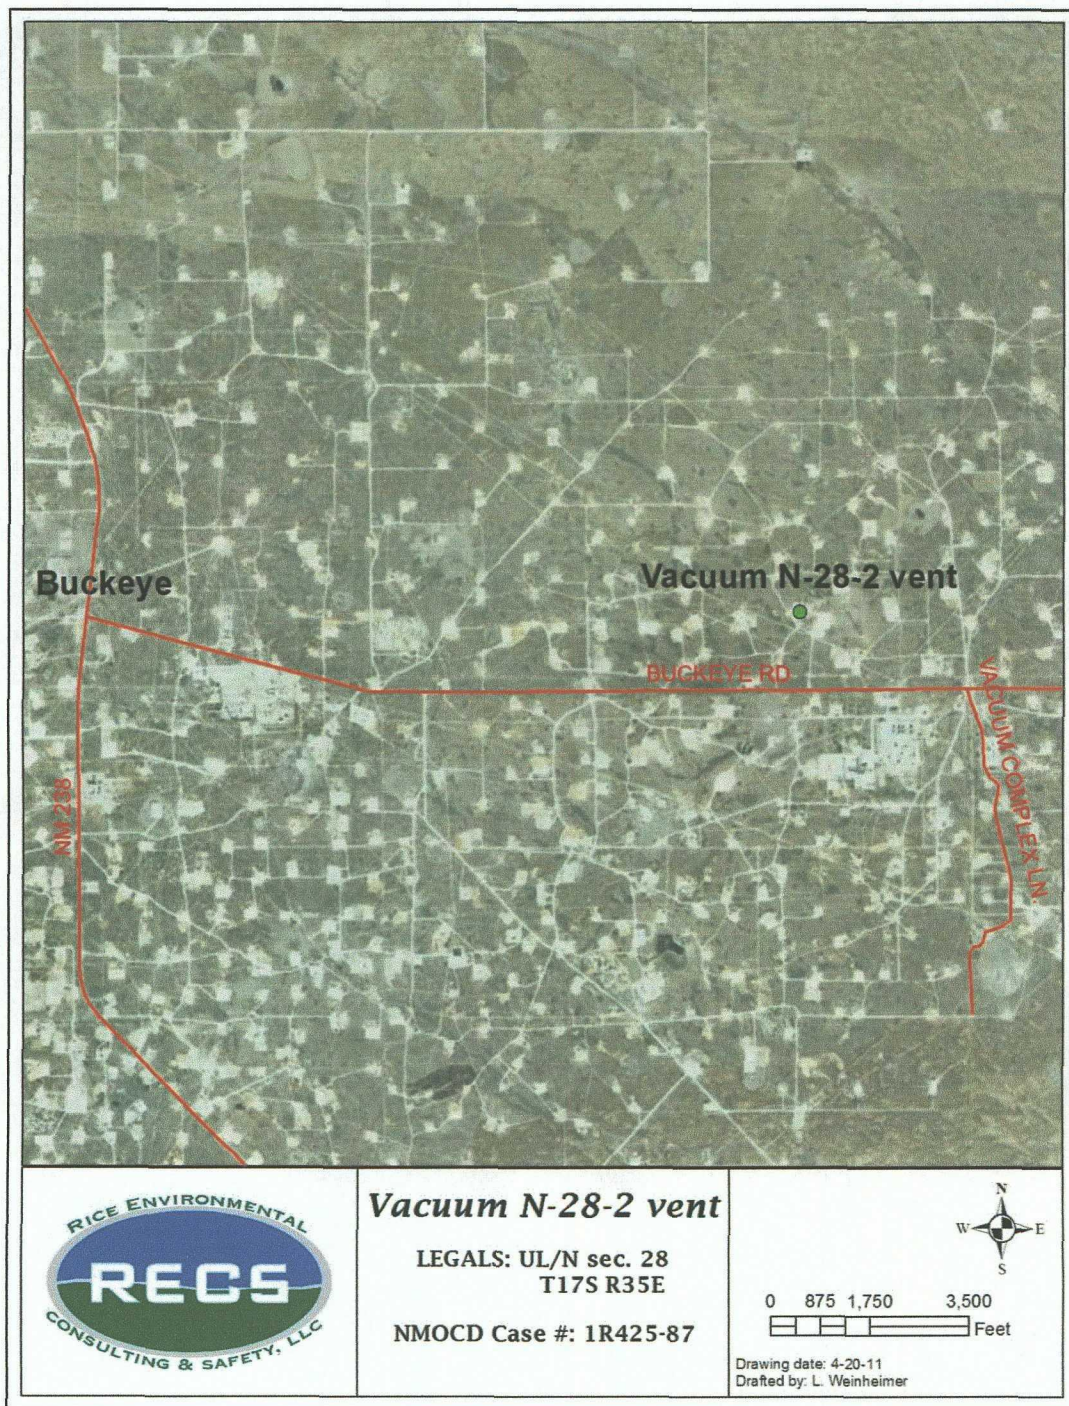 Buckeye
Vacuum N-28-2 vent
BUCKEYE RD
VACUUM COMPLEX LN.
NM 238
RICE ENVIRONMENTAL
RECS
CONSULTING & SAFETY, LLC
Vacuum N-28-2 vent
LEGALS: UL/N sec. 28
T17S R35E
NMOCD Case #: 1R425-87
N
W E
S
0 875 1,750 3,500
Feet
Drawing date: 4-20-11
Drafted by: L. Weinheimer